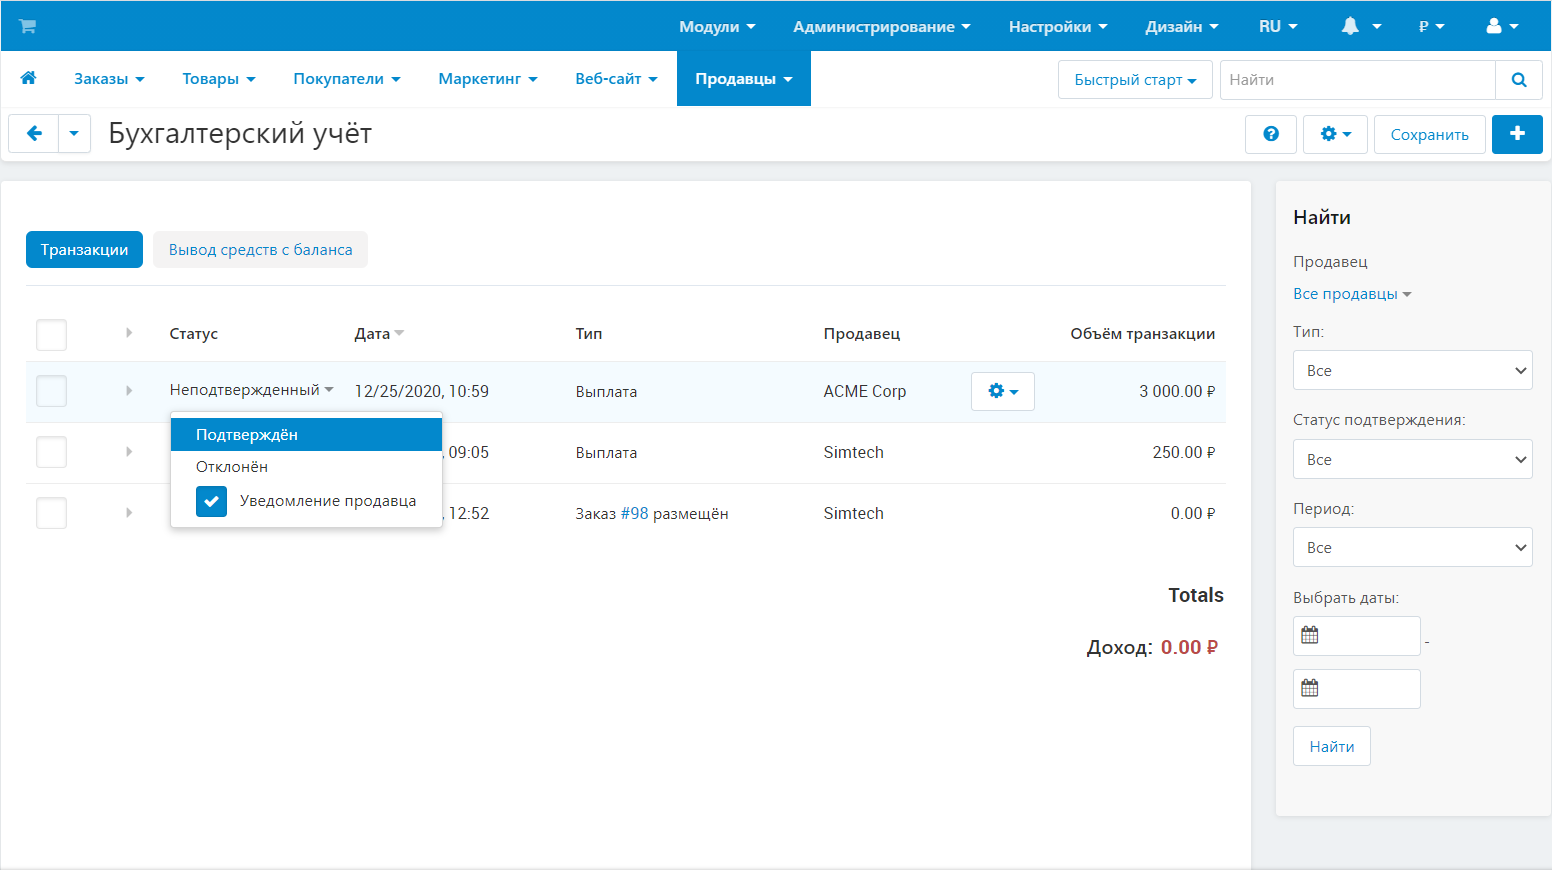 Модули Администрирование Настройки Дизайн RU ₽
Заказы Товары Покупатели Маркетинг Веб-сайт Продавцы Быстрый старт Найти
Бухгалтерский учёт Сохранить
Транзакции Вывод средств с баланса
Статус Дата Тип Продавец Объём транзакции
Неподтвержденный 12/25/2020, 10:59 Выплата ACME Corp 3 000.00 ₽
Подтверждён
, 09:05 Выплата Simtech 250.00 ₽
Отклонён
Уведомление продавца
, 12:52 Заказ #98 размещён Simtech 0.00 ₽
Totals
Доход: 0.00 ₽
Найти
Продавец
Все продавцы
Тип:
Все
Статус подтверждения:
Все
Период:
Все
Выбрать даты:
-
Найти